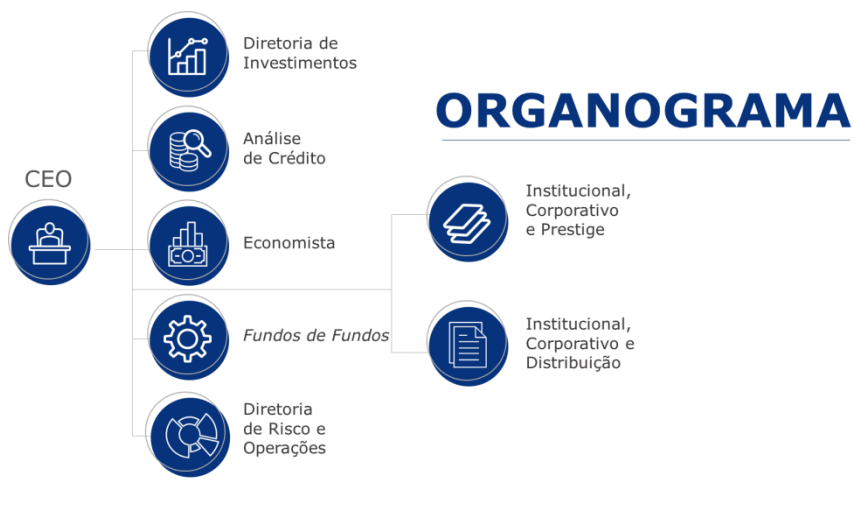 ORGANOGRAMA
CEO
Diretoria de
Investimentos
Análise
de Crédito
Economista
Fundos de Fundos
Diretoria
de Risco e
Operações
Institucional,
Corporativo
e Prestige
Institucional,
Corporativo e
Distribuição